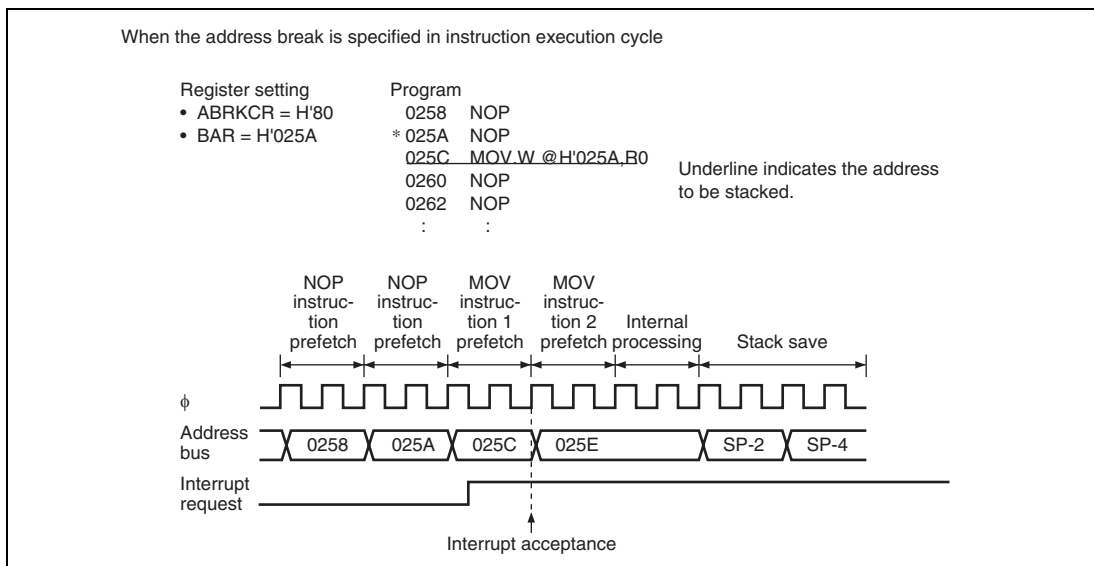 When the address break is specified in instruction execution cycle
Register setting
• ABRKCR = H'80
• BAR = H'025A
Program
0258 NOP
* 025A NOP
025C MOV.W @H'025A,R0
0260 NOP
0262 NOP
: :
Underline indicates the address
to be stacked.
NOP
instruc-
tion
prefetch
NOP
instruc-
tion
prefetch
MOV
instruc-
tion 1
prefetch
MOV
instruc-
tion 2
prefetch
Internal
processing
Stack save
φ
Address
bus
0258 025A 025C 025E SP-2 SP-4
Interrupt
request
Interrupt acceptance